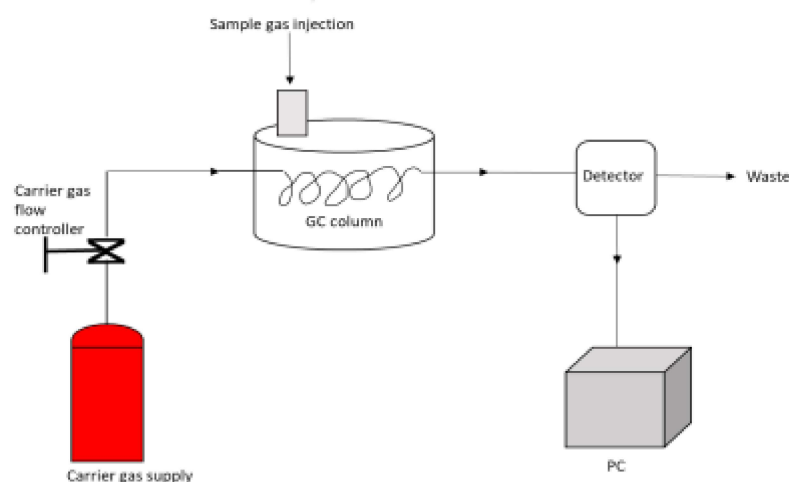 Sample gas injection
Carrier gas
flow
controller
GC column
Detector
Waste
Carrier gas supply
PC